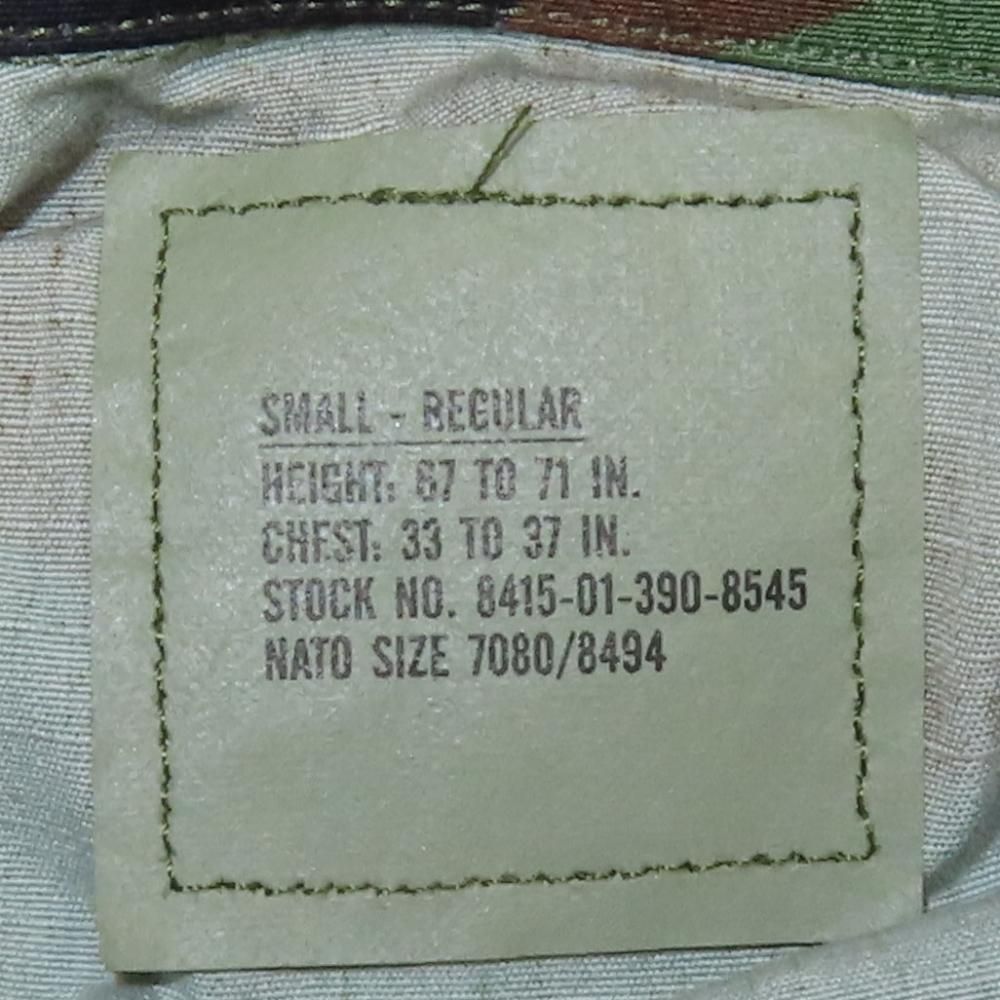 SMALL - REGULAR
HEIGHT: 67 TO 71 IN.
CHEST: 33 TO 37 IN.
STOCK NO. 8415-01-390-8545
NATO SIZE 7080/8494